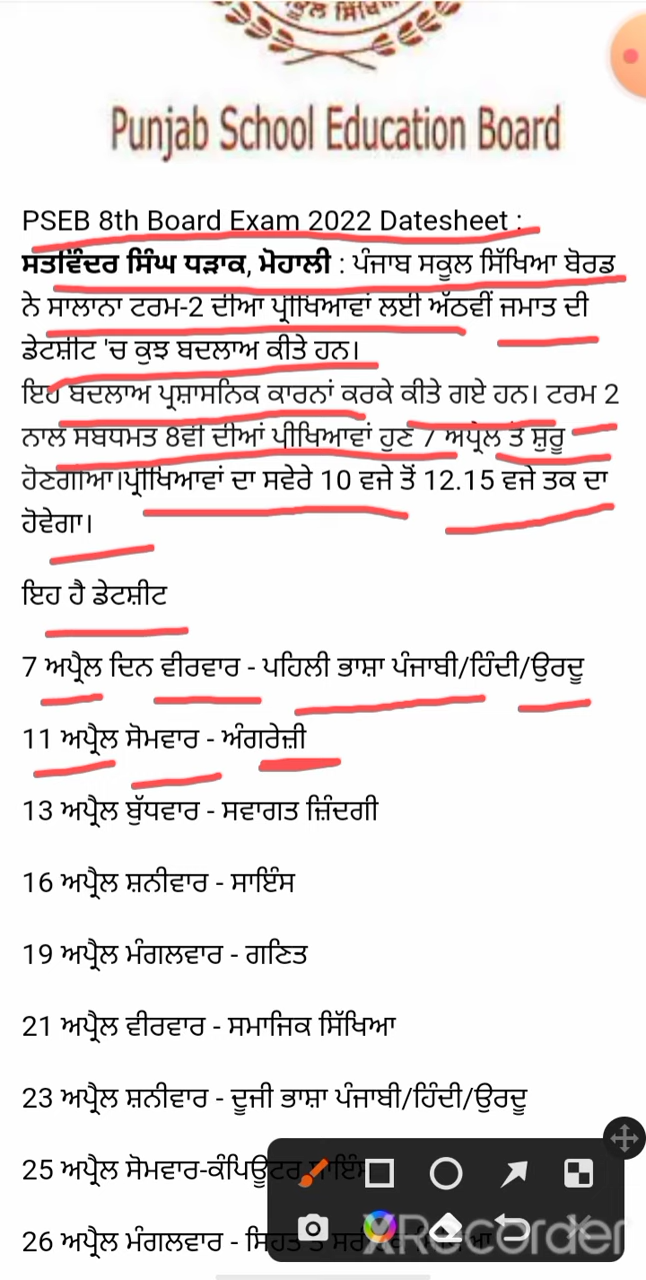 ਕੂਲ ਸਿੱਖਿ
Punjab School Education Board
PSEB 8th Board Exam 2022 Datesheet :
ਸਤਵਿੰਦਰ ਸਿੰਘ ਧੜਾਕ, ਮੋਹਾਲੀ : ਪੰਜਾਬ ਸਕੂਲ ਸਿੱਖਿਆ ਬੋਰਡ
ਨੇ ਸਾਲਾਨਾ ਟਰਮ-2 ਦੀਆ ਪ੍ਰੀਖਿਆਵਾਂ ਲਈ ਅੱਠਵੀਂ ਜਮਾਤ ਦੀ
ਡੇਟਸ਼ੀਟ 'ਚ ਕੁਝ ਬਦਲਾਅ ਕੀਤੇ ਹਨ।
ਇਹ ਬਦਲਾਅ ਪ੍ਰਸ਼ਾਸਨਿਕ ਕਾਰਨਾਂ ਕਰਕੇ ਕੀਤੇ ਗਏ ਹਨ। ਟਰਮ 2
ਨਾਲ ਸਬਧਮਤ 8ਵੀਂ ਦੀਆਂ ਪ੍ਰੀਖਿਆਵਾਂ ਹੁਣ 7 ਅਪ੍ਰੈਲ ਤੋਂ ਸ਼ੁਰੂ
ਹੋਣਗੀਆ।ਪ੍ਰੀਖਿਆਵਾਂ ਦਾ ਸਵੇਰੇ 10 ਵਜੇ ਤੋਂ 12.15 ਵਜੇ ਤਕ ਦਾ
ਹੋਵੇਗਾ।
ਇਹ ਹੈ ਡੇਟਸ਼ੀਟ
7 ਅਪ੍ਰੈਲ ਦਿਨ ਵੀਰਵਾਰ - ਪਹਿਲੀ ਭਾਸ਼ਾ ਪੰਜਾਬੀ/ਹਿੰਦੀ/ਉਰਦੂ
11 ਅਪ੍ਰੈਲ ਸੋਮਵਾਰ - ਅੰਗਰੇਜ਼ੀ
13 ਅਪ੍ਰੈਲ ਬੁੱਧਵਾਰ - ਸਵਾਗਤ ਜ਼ਿੰਦਗੀ
16 ਅਪ੍ਰੈਲ ਸ਼ਨੀਵਾਰ - ਸਾਇੰਸ
19 ਅਪ੍ਰੈਲ ਮੰਗਲਵਾਰ - ਗਣਿਤ
21 ਅਪ੍ਰੈਲ ਵੀਰਵਾਰ - ਸਮਾਜਿਕ ਸਿੱਖਿਆ
23 ਅਪ੍ਰੈਲ ਸ਼ਨੀਵਾਰ - ਦੂਜੀ ਭਾਸ਼ਾ ਪੰਜਾਬੀ/ਹਿੰਦੀ/ਉਰਦੂ
25 ਅਪ੍ਰੈਲ ਸੋਮਵਾਰ-ਕੰਪਿਊਟਰ ਸਾਇੰਸ
26 ਅਪ੍ਰੈਲ ਮੰਗਲਵਾਰ - ਸਿਹਤ ਤੇ
XRecorder